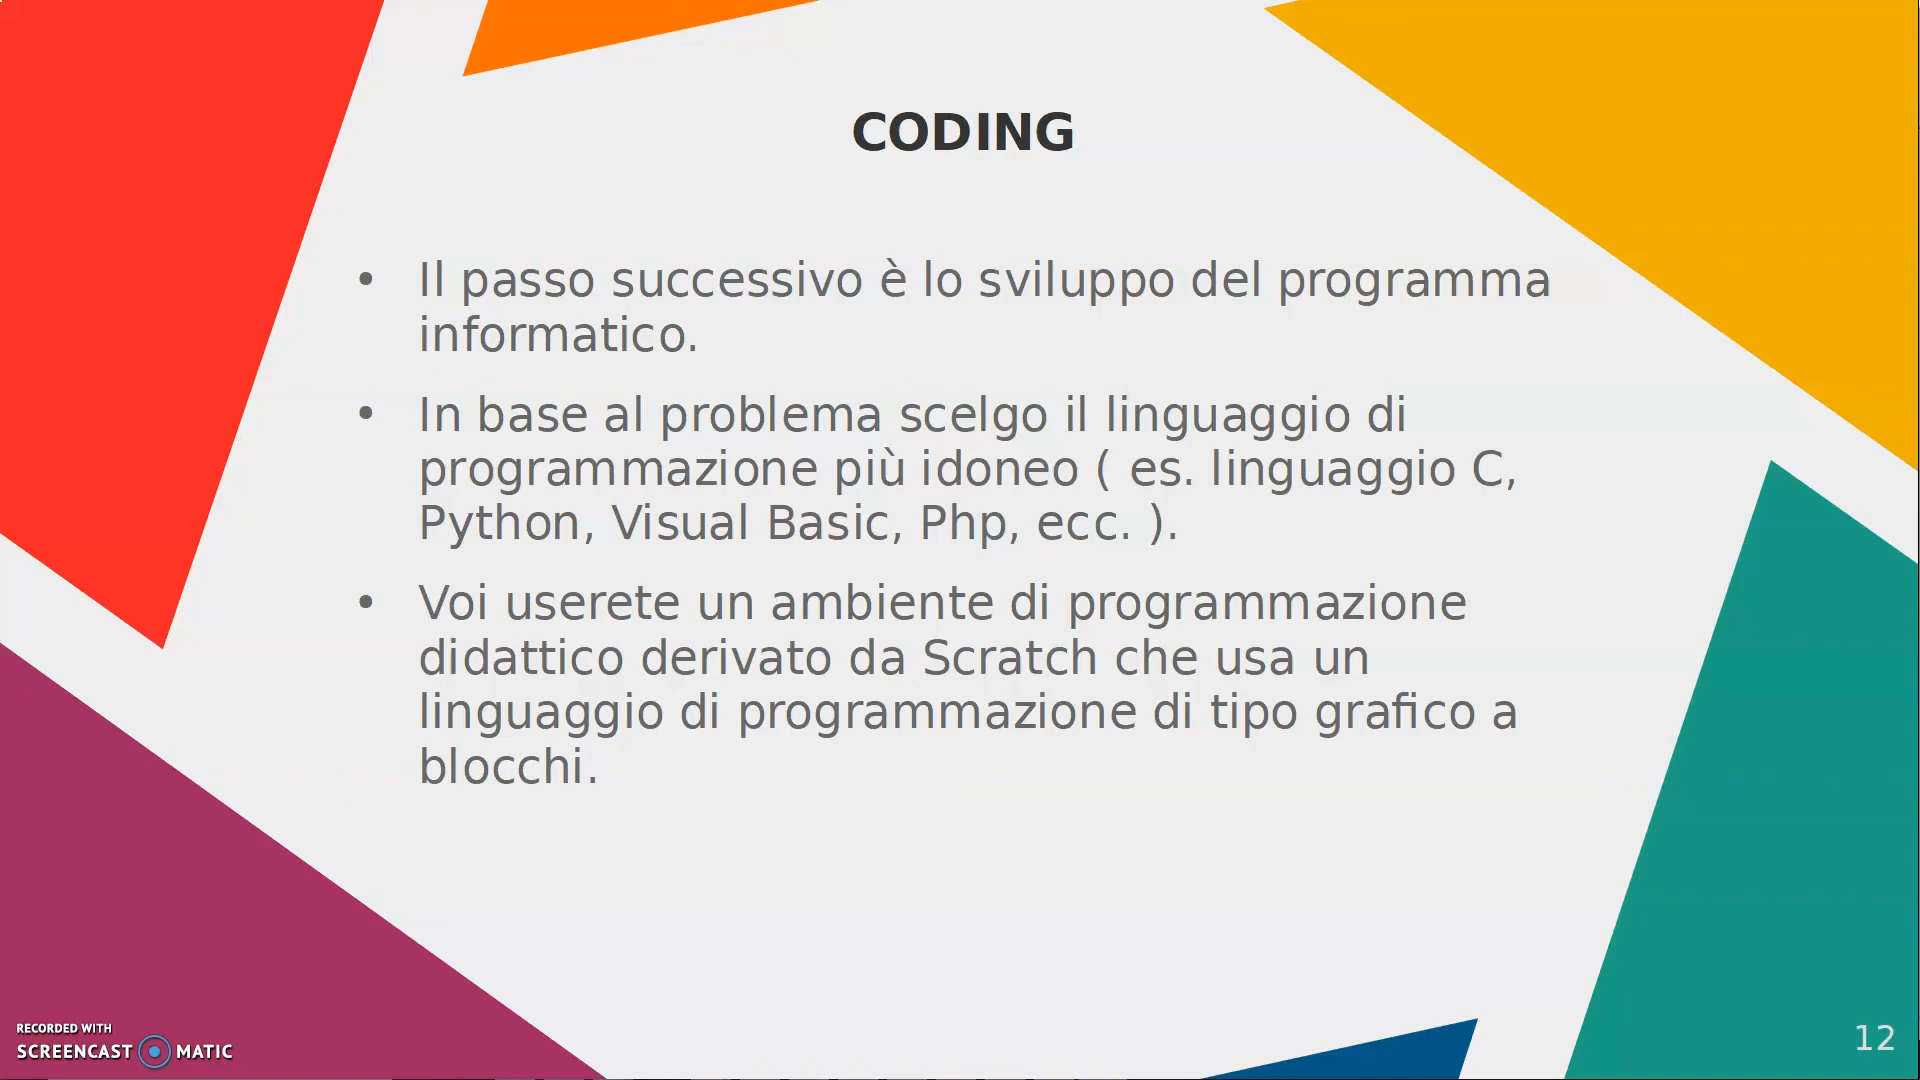 CODING
• Il passo successivo è lo sviluppo del programma
informatico.
• In base al problema scelgo il linguaggio di
programmazione più idoneo ( es. linguaggio C,
Python, Visual Basic, Php, ecc. ).
• Voi userete un ambiente di programmazione
didattico derivato da Scratch che usa un
linguaggio di programmazione di tipo grafico a
blocchi.
RECORDED WITH
SCREENCAST MATIC
12